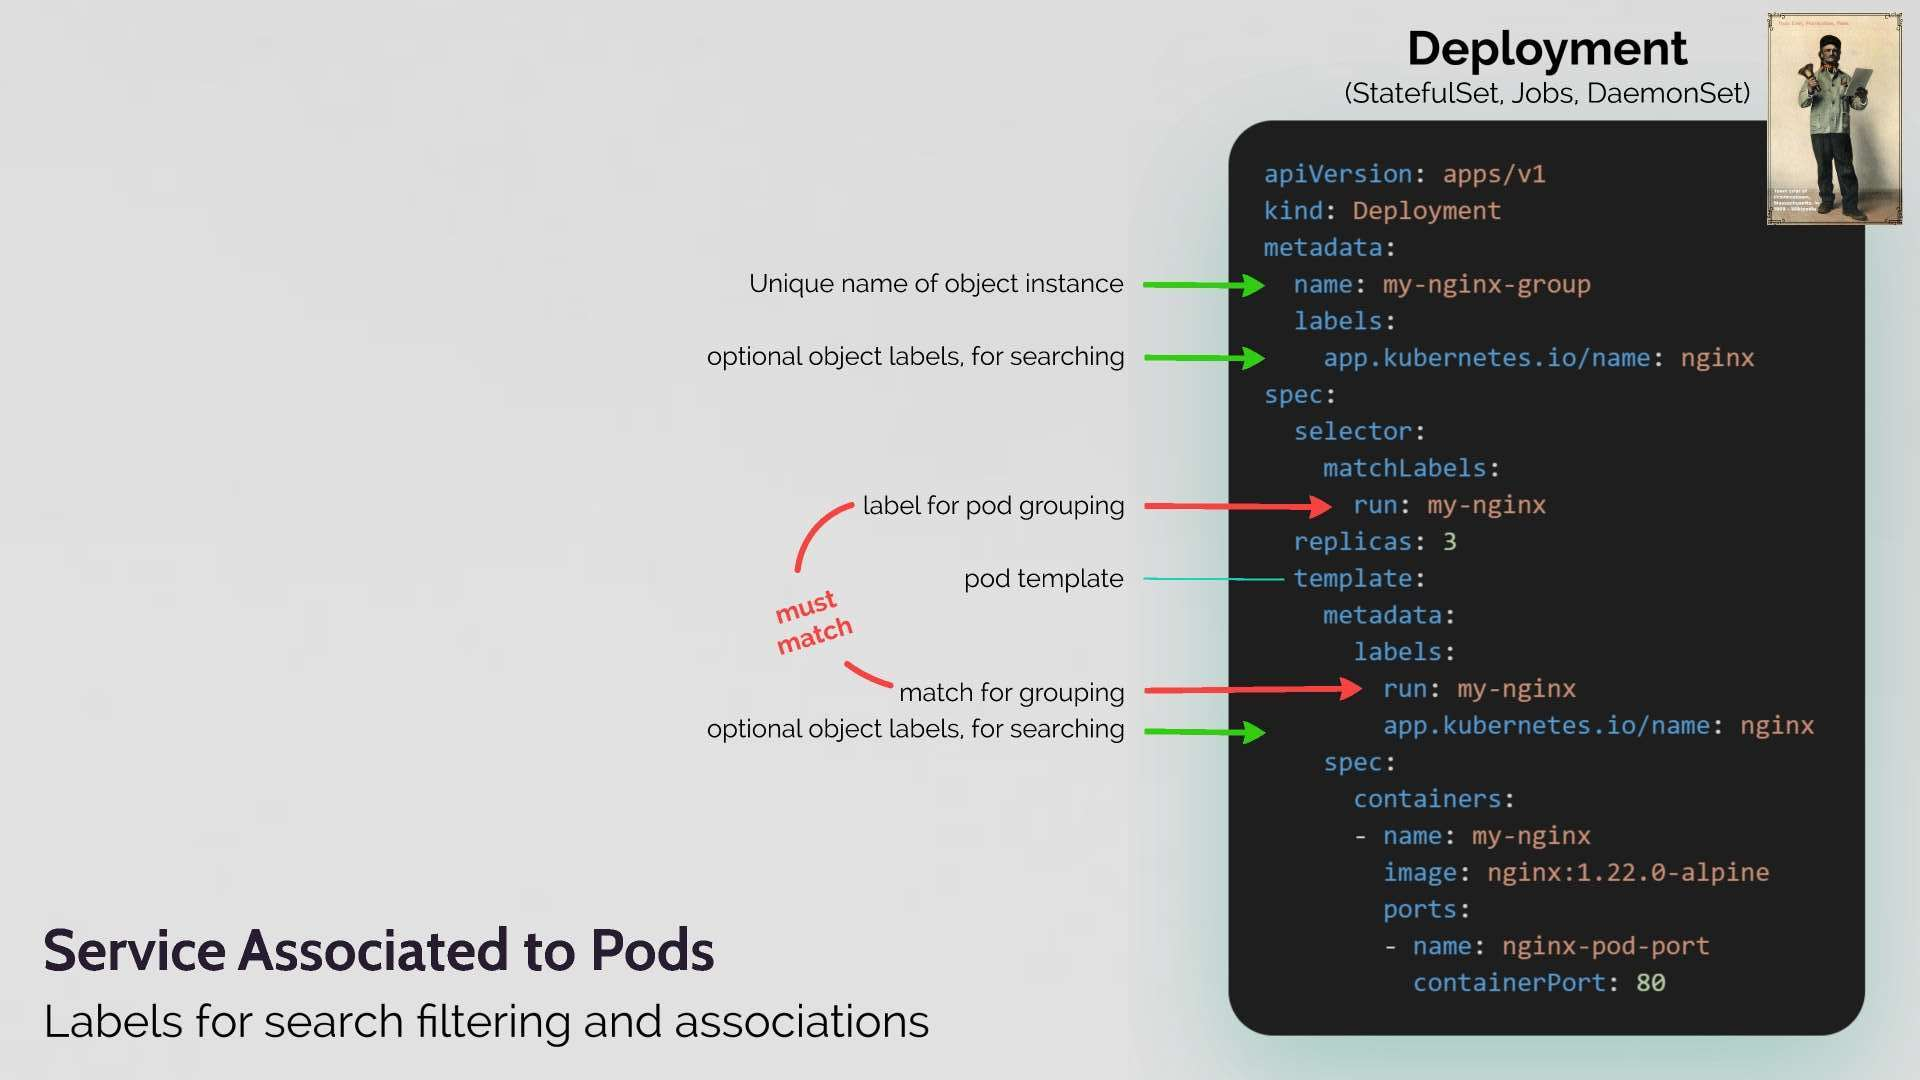 Deployment
(StatefulSet, Jobs, DaemonSet)
apiVersion: apps/v1
kind: Deployment
metadata:
Unique name of object instance
name: my-nginx-group
labels:
optional object labels, for searching
app.kubernetes.io/name: nginx
spec:
selector:
matchLabels:
label for pod grouping
run: my-nginx
replicas: 3
pod template
template:
must
match
metadata:
labels:
match for grouping
run: my-nginx
optional object labels, for searching
app.kubernetes.io/name: nginx
spec:
containers:
- name: my-nginx
image: nginx:1.22.0-alpine
ports:
- name: nginx-pod-port
containerPort: 80
Service Associated to Pods
Labels for search filtering and associations